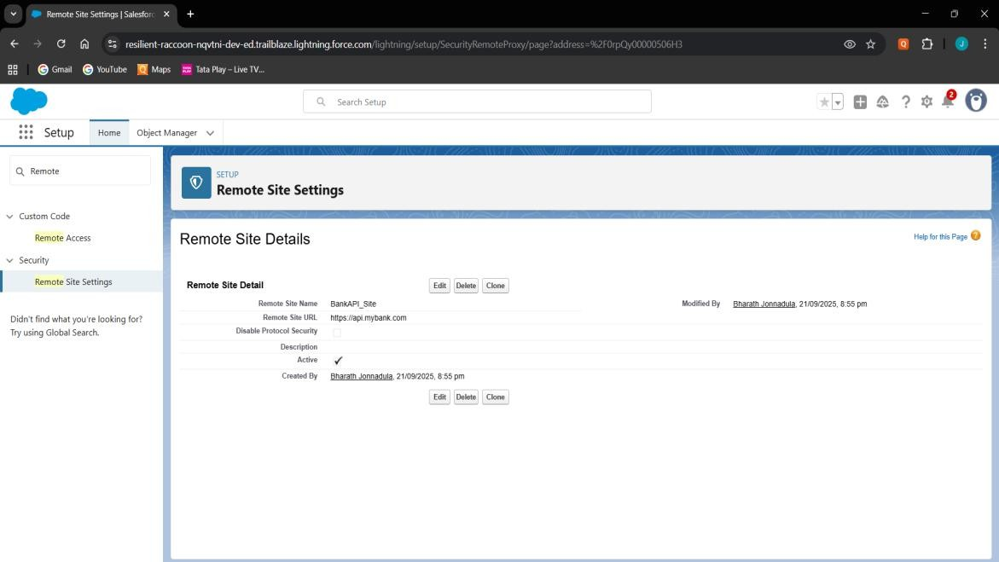 Remote Site Settings | Salesforc
resilient-raccoon-nqvtni-dev-ed.trailblaze.lightning.force.com/lightning/setup/SecurityRemoteProxy/page?address=%2F0rpQy00000506H3
J
Gmail YouTube Maps Tata Play – Live TV...
Search Setup
2
Setup Home Object Manager
Remote
Custom Code
Remote Access
Security
Remote Site Settings
Didn't find what you're looking for?
Try using Global Search.
SETUP
Remote Site Settings
Remote Site Details
Help for this Page ?
Remote Site Detail Edit Delete Clone
Remote Site Name BankAPI_Site Modified By Bharath Jonnadula, 21/09/2025, 8:55 pm
Remote Site URL https://api.mybank.com
Disable Protocol Security
Description
Active
Created By Bharath Jonnadula, 21/09/2025, 8:55 pm
Edit Delete Clone